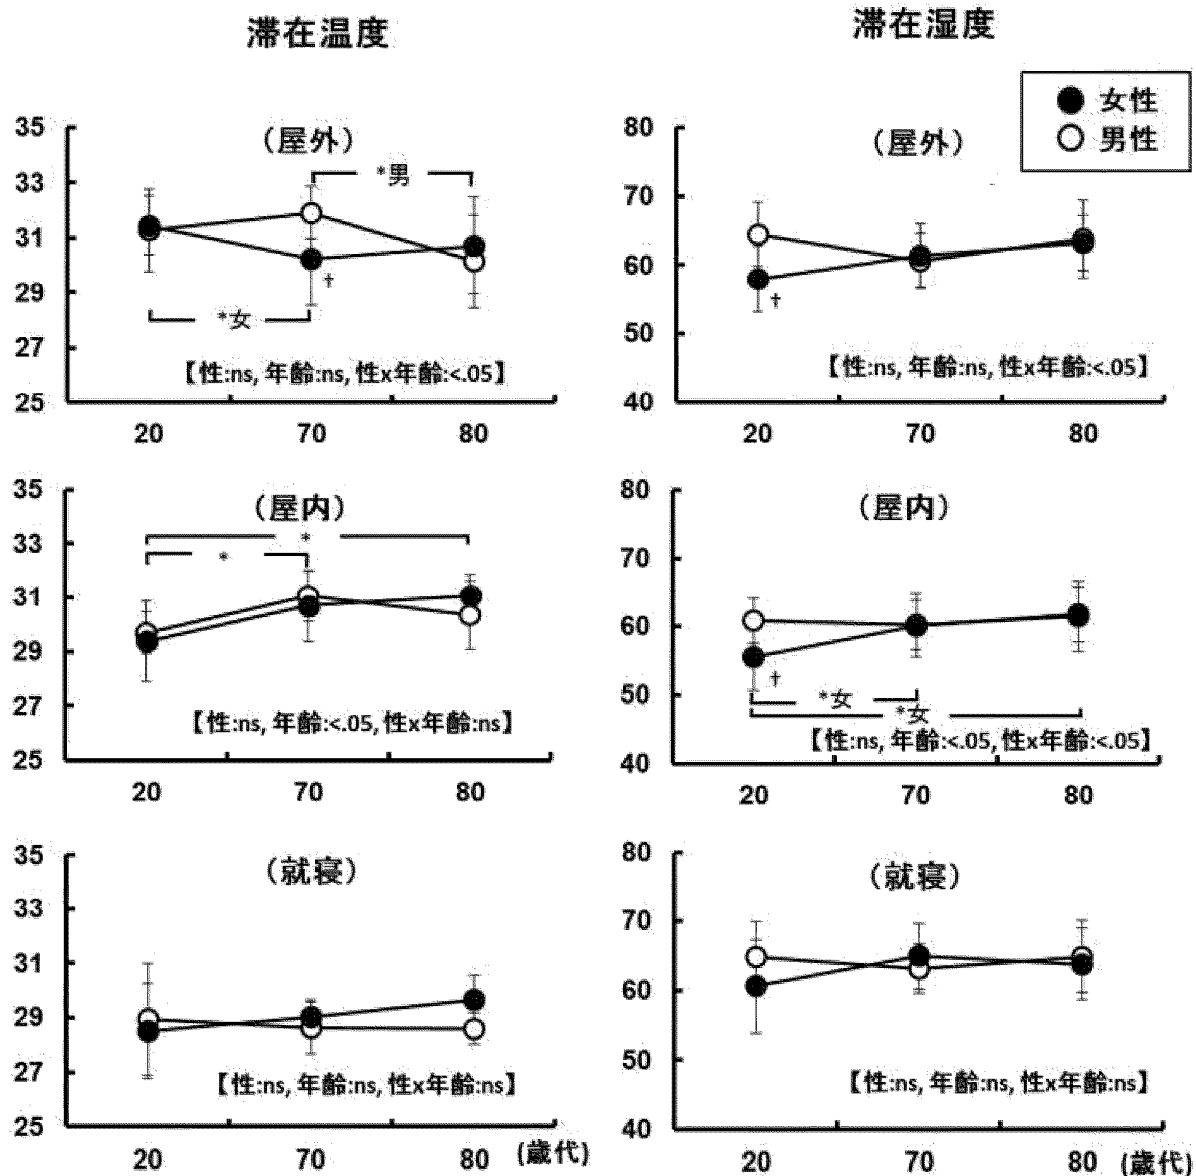 滞在温度
滞在湿度
女性
男性
（屋外）
35
33
31
29
27
25
*男
*女
†
【性:ns, 年齢:ns, 性x年齢:<.05】
20 70 80
（屋外）
80
70
60
50
40
†
【性:ns, 年齢:ns, 性x年齢:<.05】
20 70 80
（屋内）
35
33
31
29
27
25
*
*
【性:ns, 年齢:<.05, 性x年齢:ns】
20 70 80
（屋内）
80
70
60
50
40
†
*女
*女
【性:ns, 年齢:<.05, 性x年齢:<.05】
20 70 80
（就寝）
35
33
31
29
27
25
【性:ns, 年齢:ns, 性x年齢:ns】
20 70 80 (歳代)
（就寝）
80
70
60
50
40
【性:ns, 年齢:ns, 性x年齢:ns】
20 70 80 (歳代)